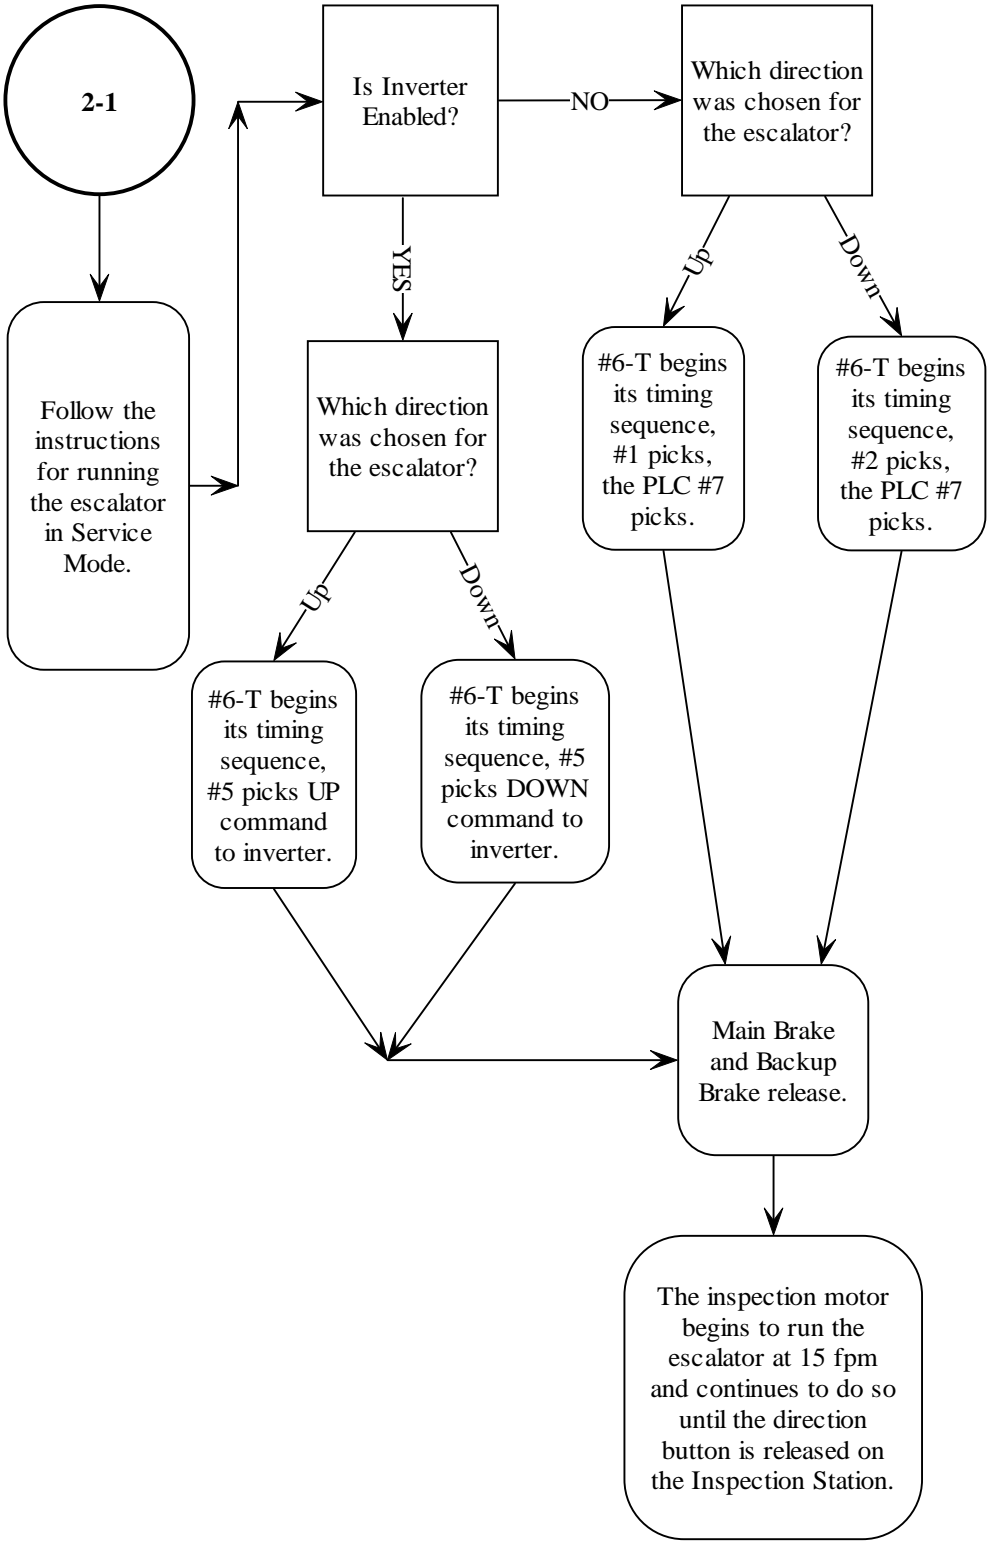 2-1
Follow the
instructions
for running
the escalator
in Service
Mode.
Is Inverter
Enabled?
NO
Which direction
was chosen for
the escalator?
Up
Down
#6-T begins
its timing
sequence,
#1 picks,
the PLC #7
picks.
#6-T begins
its timing
sequence,
#2 picks,
the PLC #7
picks.
YES
Which direction
was chosen for
the escalator?
Up
Down
#6-T begins
its timing
sequence,
#5 picks UP
command
to inverter.
#6-T begins
its timing
sequence, #5
picks DOWN
command to
inverter.
Main Brake
and Backup
Brake release.
The inspection motor
begins to run the
escalator at 15 fpm
and continues to do so
until the direction
button is released on
the Inspection Station.